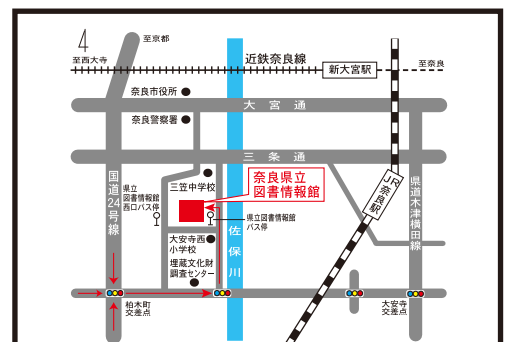 至京都
4
至西大寺
近鉄奈良線
新大宮駅
至奈良
奈良市役所
大宮通
奈良警察署
三条通
国道24号線
県立
図書情報館
西口バス停
三笠中学校
奈良県立
図書情報館
JR奈良駅
県道木津横田線
県立図書情報館
バス停
大安寺西
小学校
佐保川
埋蔵文化財
調査センター
柏木町
交差点
大安寺
交差点